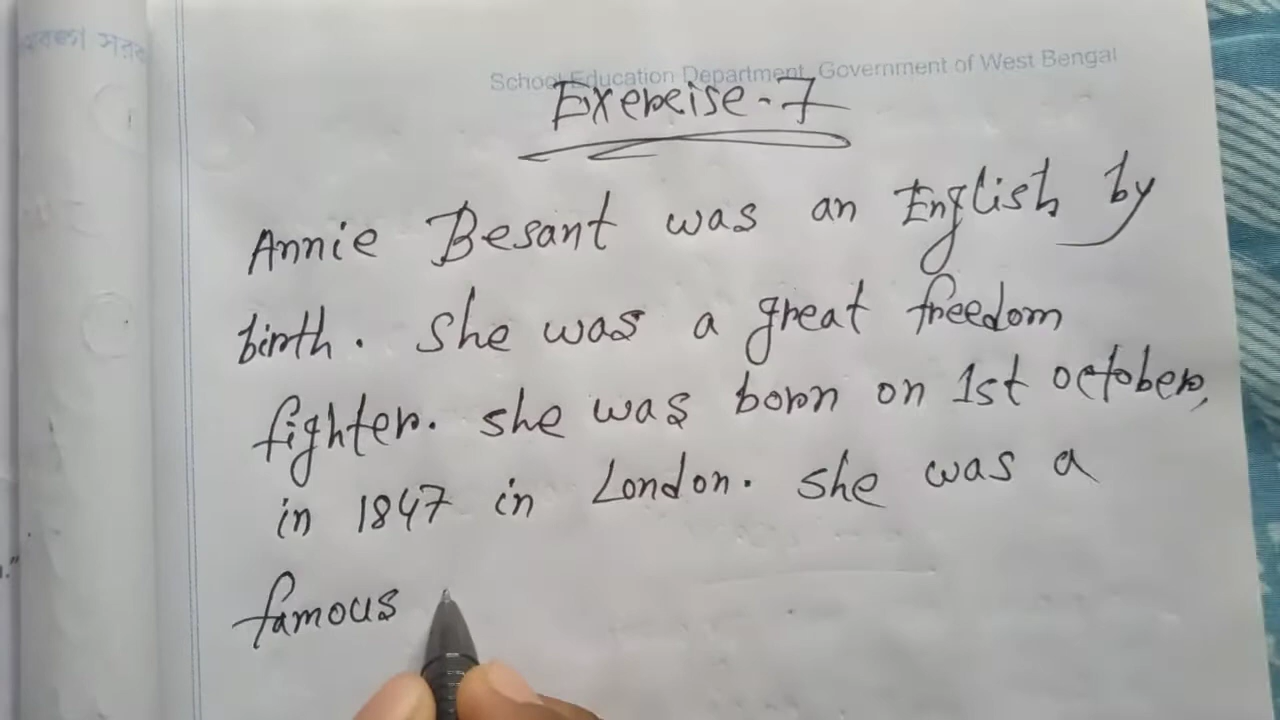 School Education Department, Government of West Bengal
Exercise-7
Annie Besant was an English by
birth. She was a great freedom
fighter. she was born on 1st october,
in 1847 in London. she was a
famous